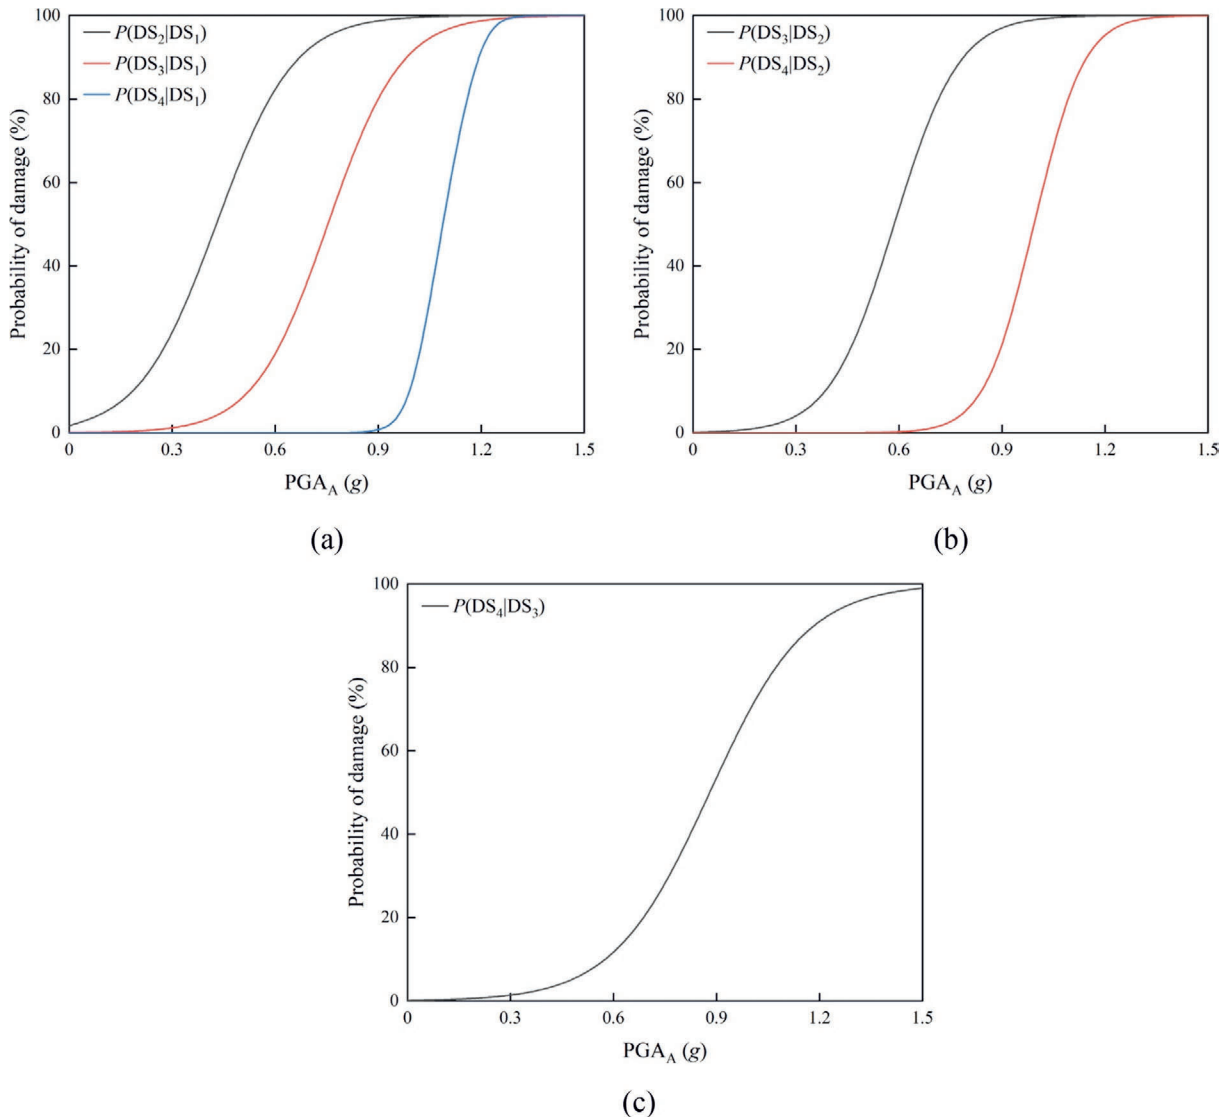 P(DS₂|DS₁)
P(DS₃|DS₁)
P(DS₄|DS₁)
Probability of damage (%)
100
80
60
40
20
0
0 0.3 0.6 0.9 1.2 1.5
PGA_A (g)
(a)
P(DS₃|DS₂)
P(DS₄|DS₂)
Probability of damage (%)
100
80
60
40
20
0
0 0.3 0.6 0.9 1.2 1.5
PGA_A (g)
(b)
P(DS₄|DS₃)
Probability of damage (%)
100
80
60
40
20
0
0 0.3 0.6 0.9 1.2 1.5
PGA_A (g)
(c)